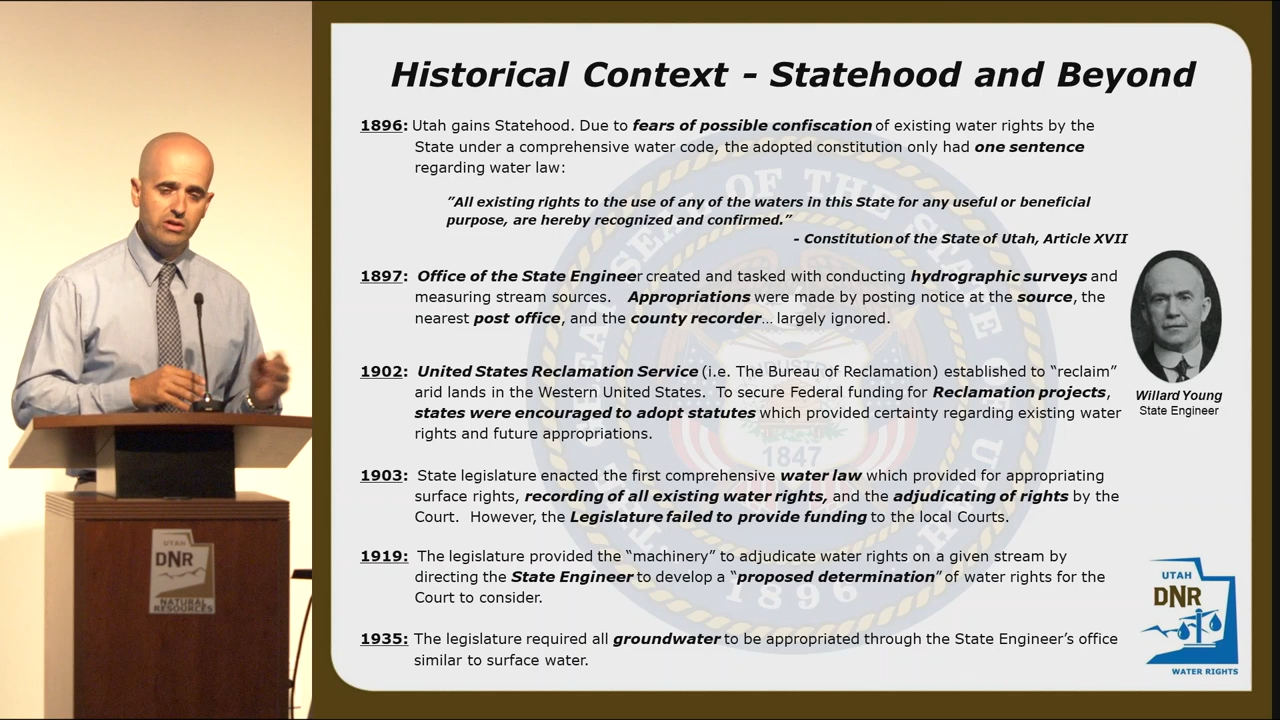 Historical Context - Statehood and Beyond
1896: Utah gains Statehood. Due to fears of possible confiscation of existing water rights by the
State under a comprehensive water code, the adopted constitution only had one sentence
regarding water law:
"All existing rights to the use of any of the waters in this State for any useful or beneficial
purpose, are hereby recognized and confirmed."
- Constitution of the State of Utah, Article XVII
1897: Office of the State Engineer created and tasked with conducting hydrographic surveys and
measuring stream sources. Appropriations were made by posting notice at the source, the
nearest post office, and the county recorder… largely ignored.
Willard Young
State Engineer
1902: United States Reclamation Service (i.e. The Bureau of Reclamation) established to "reclaim"
arid lands in the Western United States. To secure Federal funding for Reclamation projects,
states were encouraged to adopt statutes which provided certainty regarding existing water
rights and future appropriations.
1903: State legislature enacted the first comprehensive water law which provided for appropriating
surface rights, recording of all existing water rights, and the adjudicating of rights by the
Court. However, the Legislature failed to provide funding to the local Courts.
1919: The legislature provided the "machinery" to adjudicate water rights on a given stream by
directing the State Engineer to develop a "proposed determination" of water rights for the
Court to consider.
1935: The legislature required all groundwater to be appropriated through the State Engineer's office
similar to surface water.
THE GREAT SEAL OF THE STATE OF UTAH
INDUSTRY
1847
1896
UTAH
DNR
WATER RIGHTS
UTAH
DNR
NATURAL
RESOURCES